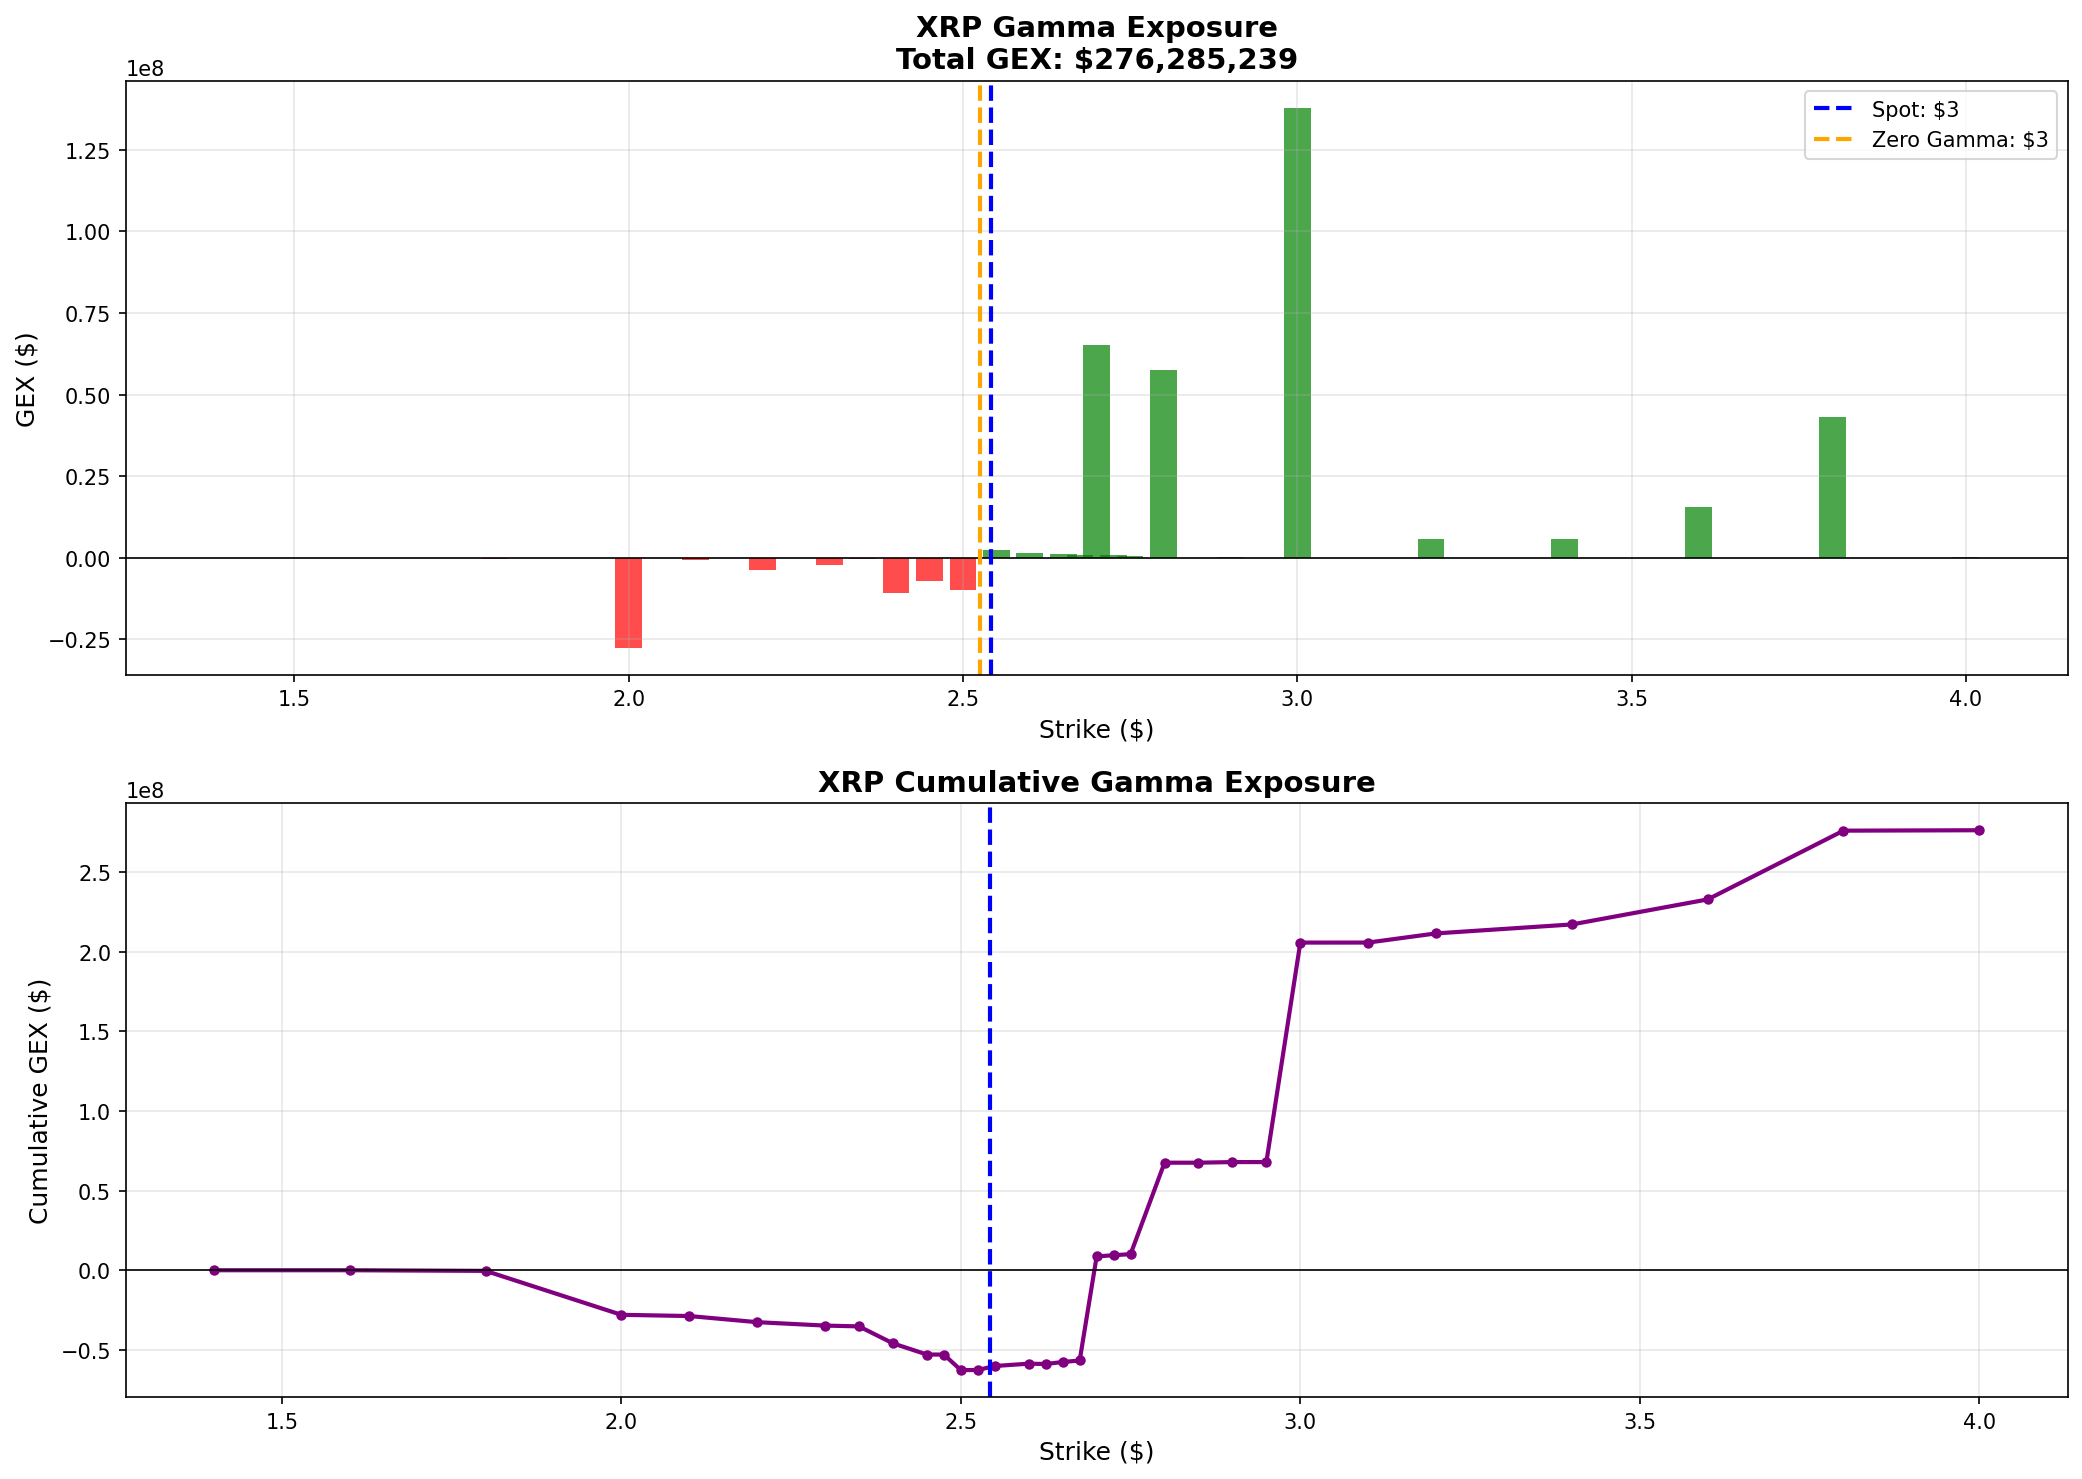 XRP Gamma Exposure
Total GEX: $276,285,239
1e8
Spot: $3
Zero Gamma: $3
1.25
1.00
0.75
0.50
0.25
0.00
−0.25
GEX ($)
1.5 2.0 2.5 3.0 3.5 4.0
Strike ($)
XRP Cumulative Gamma Exposure
1e8
2.5
2.0
1.5
1.0
0.5
0.0
−0.5
Cumulative GEX ($)
1.5 2.0 2.5 3.0 3.5 4.0
Strike ($)